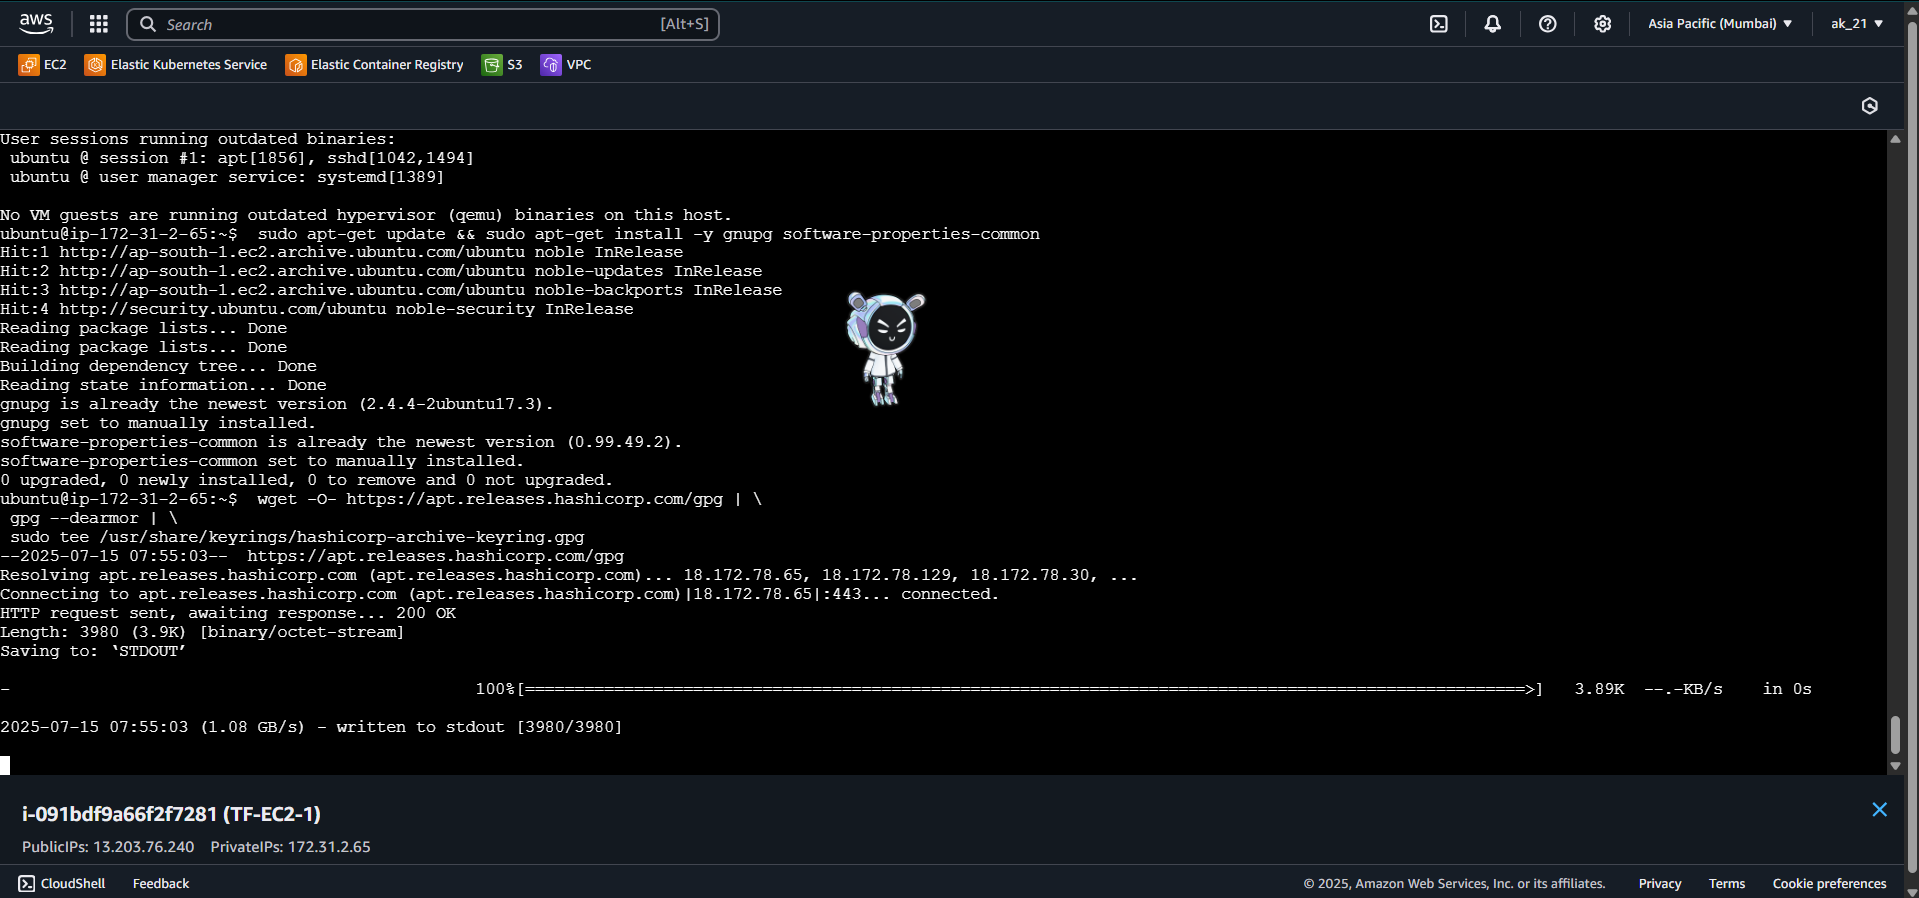 aws
Search [Alt+S]
Asia Pacific (Mumbai) ▼ ak_21 ▼
EC2 Elastic Kubernetes Service Elastic Container Registry S3 VPC
User sessions running outdated binaries:
 ubuntu @ session #1: apt[1856], sshd[1042,1494]
 ubuntu @ user manager service: systemd[1389]
No VM guests are running outdated hypervisor (qemu) binaries on this host.
ubuntu@ip-172-31-2-65:~$  sudo apt-get update && sudo apt-get install -y gnupg software-properties-common
Hit:1 http://ap-south-1.ec2.archive.ubuntu.com/ubuntu noble InRelease
Hit:2 http://ap-south-1.ec2.archive.ubuntu.com/ubuntu noble-updates InRelease
Hit:3 http://ap-south-1.ec2.archive.ubuntu.com/ubuntu noble-backports InRelease
Hit:4 http://security.ubuntu.com/ubuntu noble-security InRelease
Reading package lists... Done
Reading package lists... Done
Building dependency tree... Done
Reading state information... Done
gnupg is already the newest version (2.4.4-2ubuntu17.3).
gnupg set to manually installed.
software-properties-common is already the newest version (0.99.49.2).
software-properties-common set to manually installed.
0 upgraded, 0 newly installed, 0 to remove and 0 not upgraded.
ubuntu@ip-172-31-2-65:~$  wget -O- https://apt.releases.hashicorp.com/gpg | \
 gpg --dearmor | \
 sudo tee /usr/share/keyrings/hashicorp-archive-keyring.gpg
--2025-07-15 07:55:03--  https://apt.releases.hashicorp.com/gpg
Resolving apt.releases.hashicorp.com (apt.releases.hashicorp.com)... 18.172.78.65, 18.172.78.129, 18.172.78.30, ...
Connecting to apt.releases.hashicorp.com (apt.releases.hashicorp.com)|18.172.78.65|:443... connected.
HTTP request sent, awaiting response... 200 OK
Length: 3980 (3.9K) [binary/octet-stream]
Saving to: ‘STDOUT’
- 100%[=====================================================================================================>] 3.89K --.-KB/s in 0s
2025-07-15 07:55:03 (1.08 GB/s) - written to stdout [3980/3980]
i-091bdf9a66f2f7281 (TF-EC2-1)
PublicIPs: 13.203.76.240 PrivateIPs: 172.31.2.65
CloudShell Feedback © 2025, Amazon Web Services, Inc. or its affiliates. Privacy Terms Cookie preferences